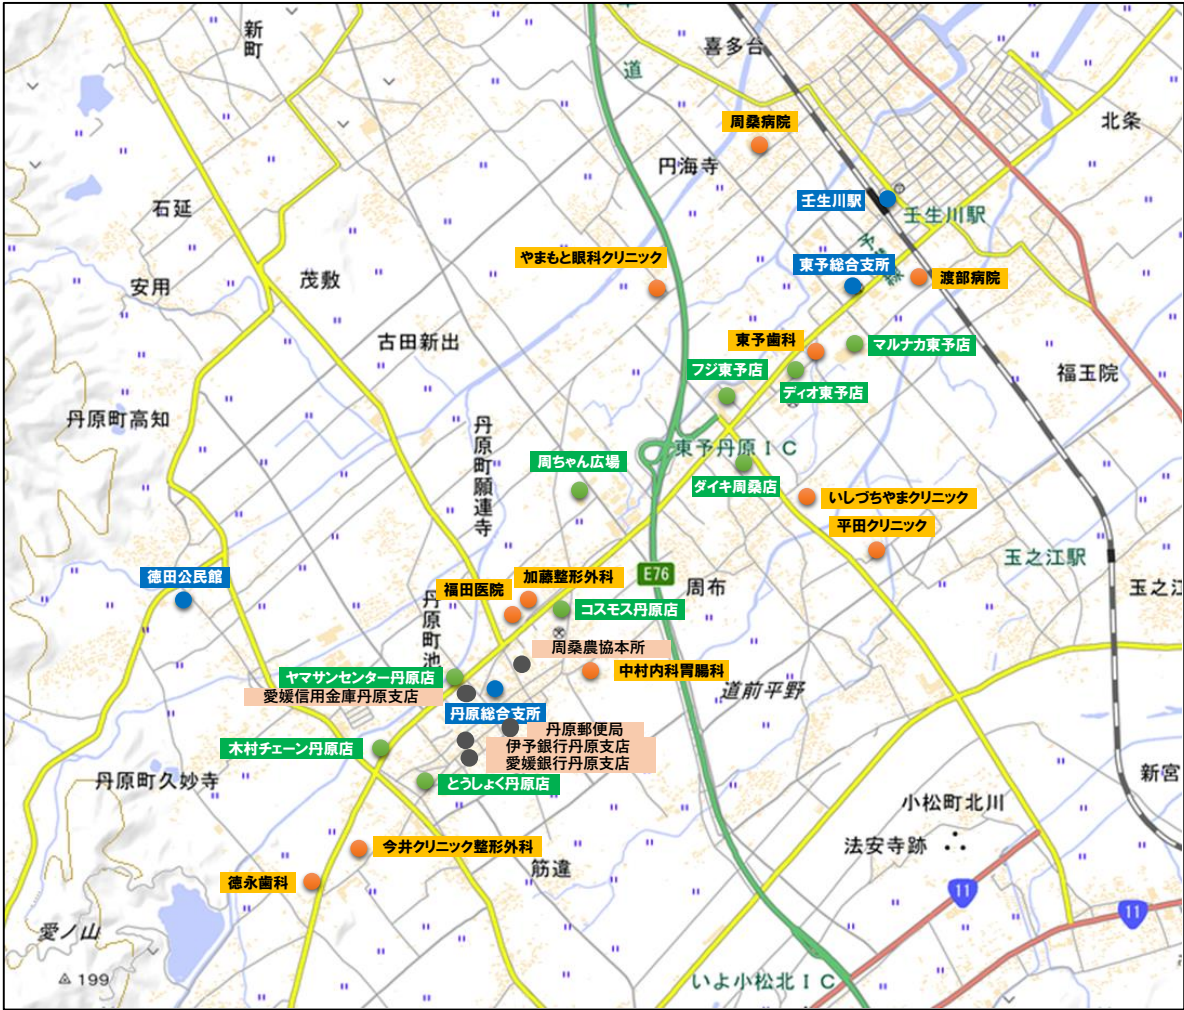 新町
喜多台
道
北条
周桑病院
円海寺
壬生川駅
壬生川駅
石延
やまもと眼科クリニック
東予総合支所
渡部病院
安用
茂敷
古田新出
東予歯科
マルナカ東予店
フジ東予店
ディオ東予店
福玉院
丹原町高知
丹原町願連寺
東予丹原IC
周ちゃん広場
ダイキ周桑店
いしづちやまクリニック
平田クリニック
玉之江駅
徳田公民館
加藤整形外科
E76
周布
玉之江
福田医院
コスモス丹原店
丹原町池
周桑農協本所
中村内科胃腸科
ヤマサンセンター丹原店
愛媛信用金庫丹原支店
道前平野
丹原総合支所
丹原郵便局
木村チェーン丹原店
伊予銀行丹原支店
愛媛銀行丹原支店
丹原町久妙寺
とうしょく丹原店
新宮
小松町北川
法安寺跡
今井クリニック整形外科
筋違
徳永歯科
11
11
愛ノ山
199
いよ小松北IC